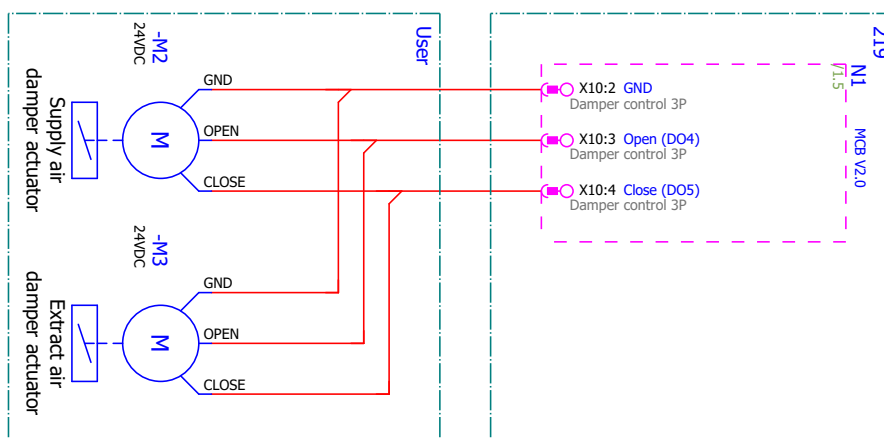 -M2
24VDC
Supply air
damper actuator
M
GND
OPEN
CLOSE
-M3
24VDC
Extract air
damper actuator
M
GND
OPEN
CLOSE
User
N1
V1.5
MCB V2.0
X10:2 GND
Damper control 3P
X10:3 Open (DO4)
Damper control 3P
X10:4 Close (DO5)
Damper control 3P